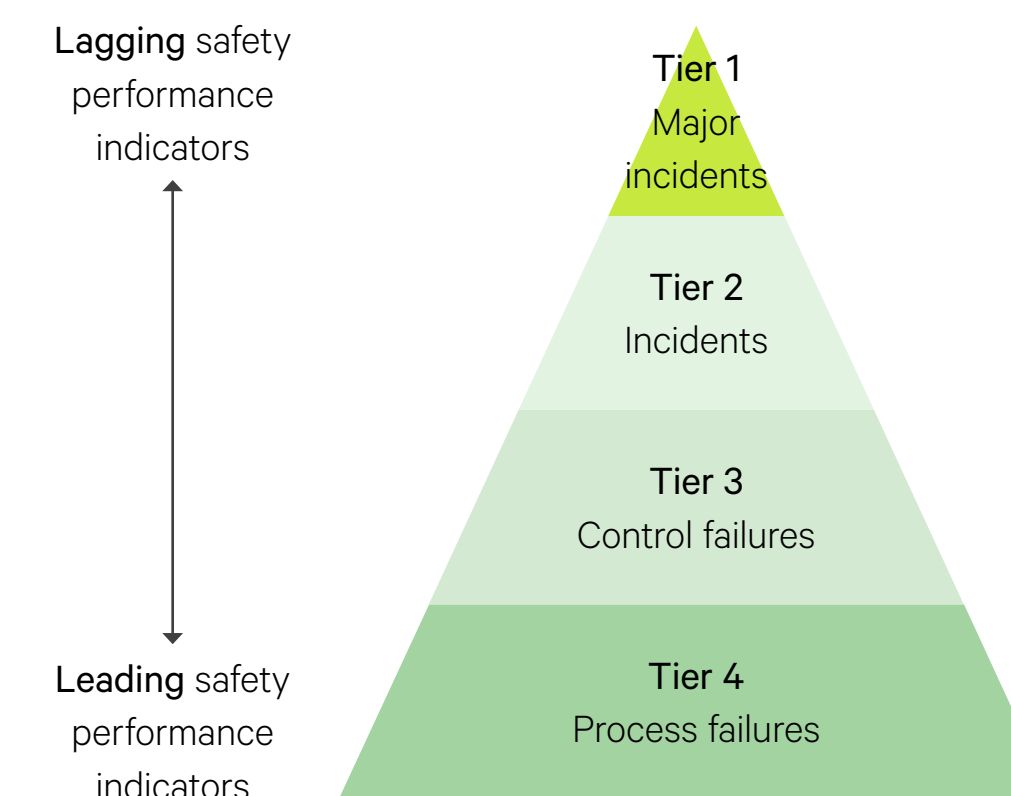 Lagging safety
performance
indicators
Tier 1
Major
incidents
Tier 2
Incidents
Tier 3
Control failures
Tier 4
Process failures
Leading safety
performance
indicators